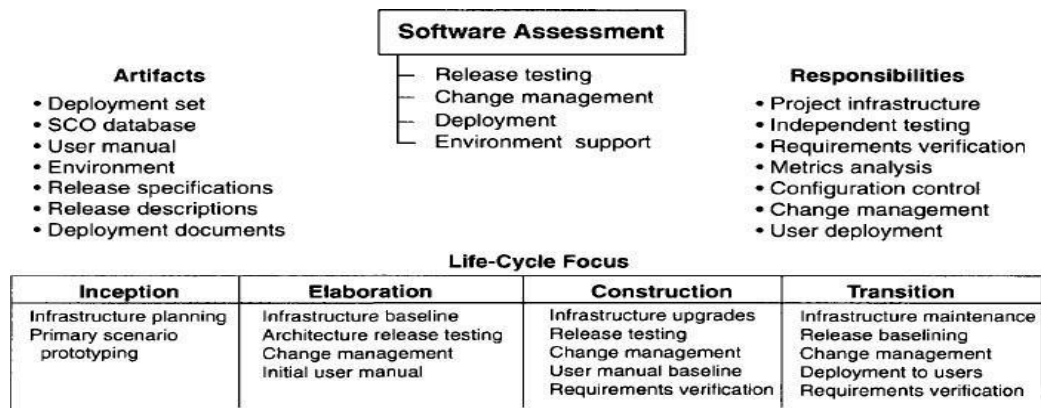 Software Assessment
Release testing
Change management
Deployment
Environment support
Artifacts
• Deployment set
• SCO database
• User manual
• Environment
• Release specifications
• Release descriptions
• Deployment documents
Responsibilities
• Project infrastructure
• Independent testing
• Requirements verification
• Metrics analysis
• Configuration control
• Change management
• User deployment
Life-Cycle Focus
Inception
Infrastructure planning
Primary scenario
prototyping
Elaboration
Infrastructure baseline
Architecture release testing
Change management
Initial user manual
Construction
Infrastructure upgrades
Release testing
Change management
User manual baseline
Requirements verification
Transition
Infrastructure maintenance
Release baselining
Change management
Deployment to users
Requirements verification